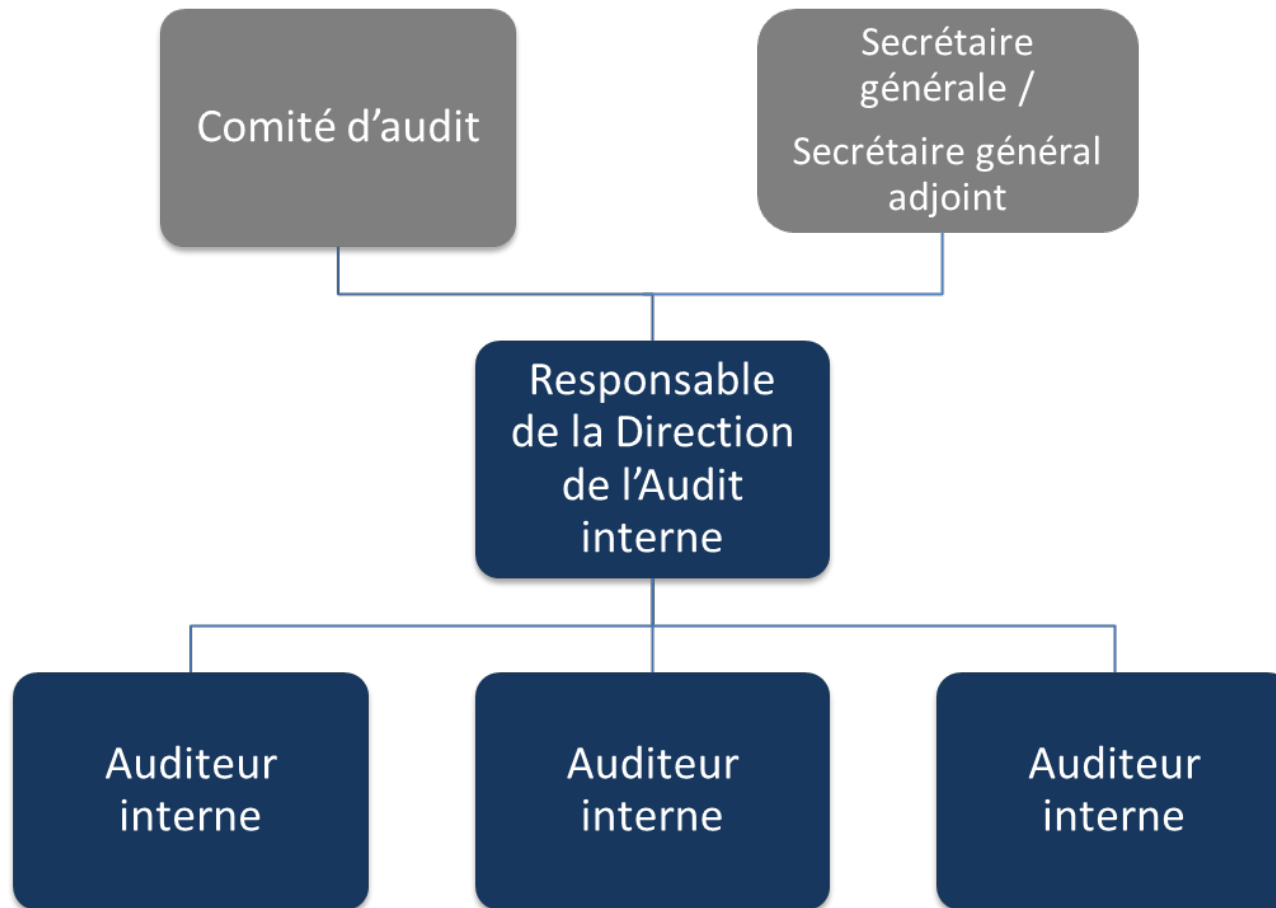 Comité d’audit
Secrétaire
générale /
Secrétaire général
adjoint
Responsable
de la Direction
de l’Audit
interne
Auditeur
interne
Auditeur
interne
Auditeur
interne